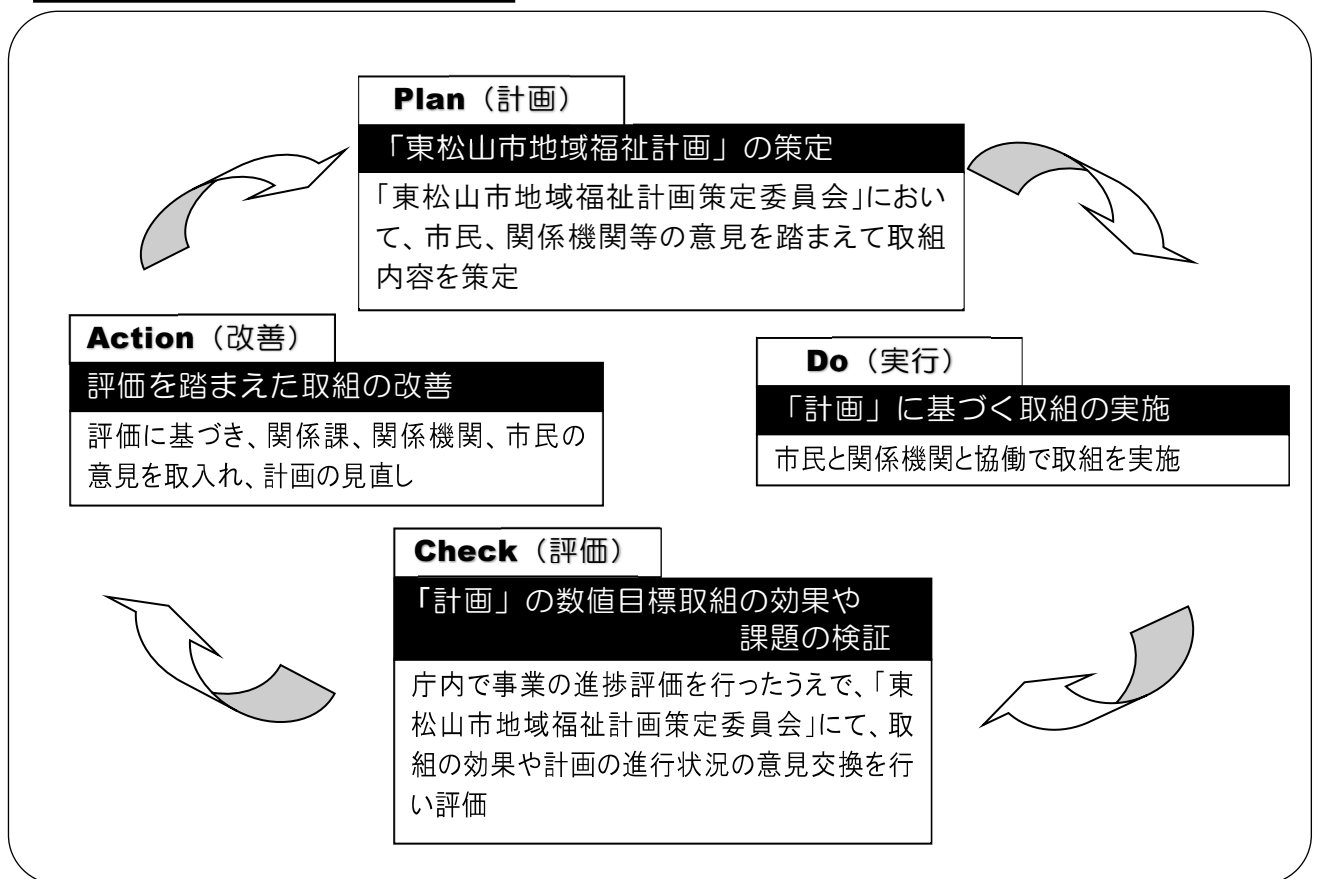 Plan（計画）
「東松山市地域福祉計画」の策定
「東松山市地域福祉計画策定委員会」におい
て、市民、関係機関等の意見を踏まえて取組
内容を策定
Action（改善）
評価を踏まえた取組の改善
評価に基づき、関係課、関係機関、市民の
意見を取入れ、計画の見直し
Do（実行）
「計画」に基づく取組の実施
市民と関係機関と協働で取組を実施
Check（評価）
「計画」の数値目標取組の効果や
課題の検証
庁内で事業の進捗評価を行ったうえで、「東
松山市地域福祉計画策定委員会」にて、取
組の効果や計画の進行状況の意見交換を行
い評価